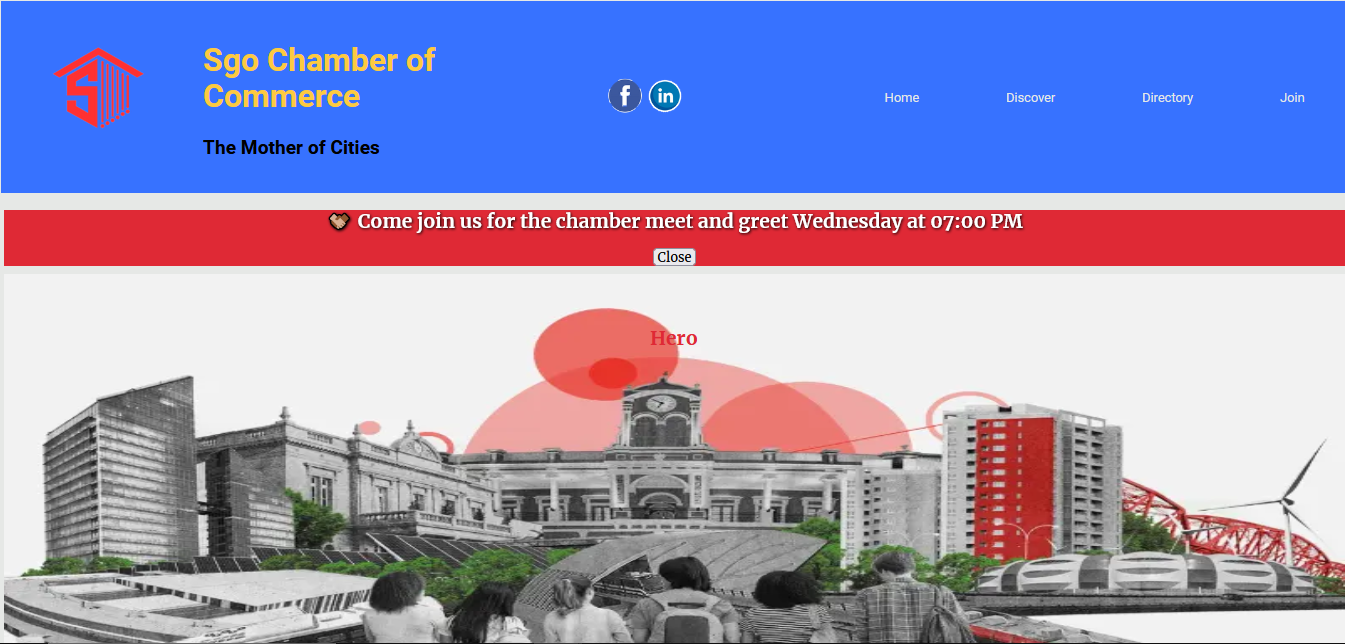 Sgo Chamber of
Commerce
The Mother of Cities
f in
Home Discover Directory Join
🤝🏽 Come join us for the chamber meet and greet Wednesday at 07:00 PM
Close
Hero